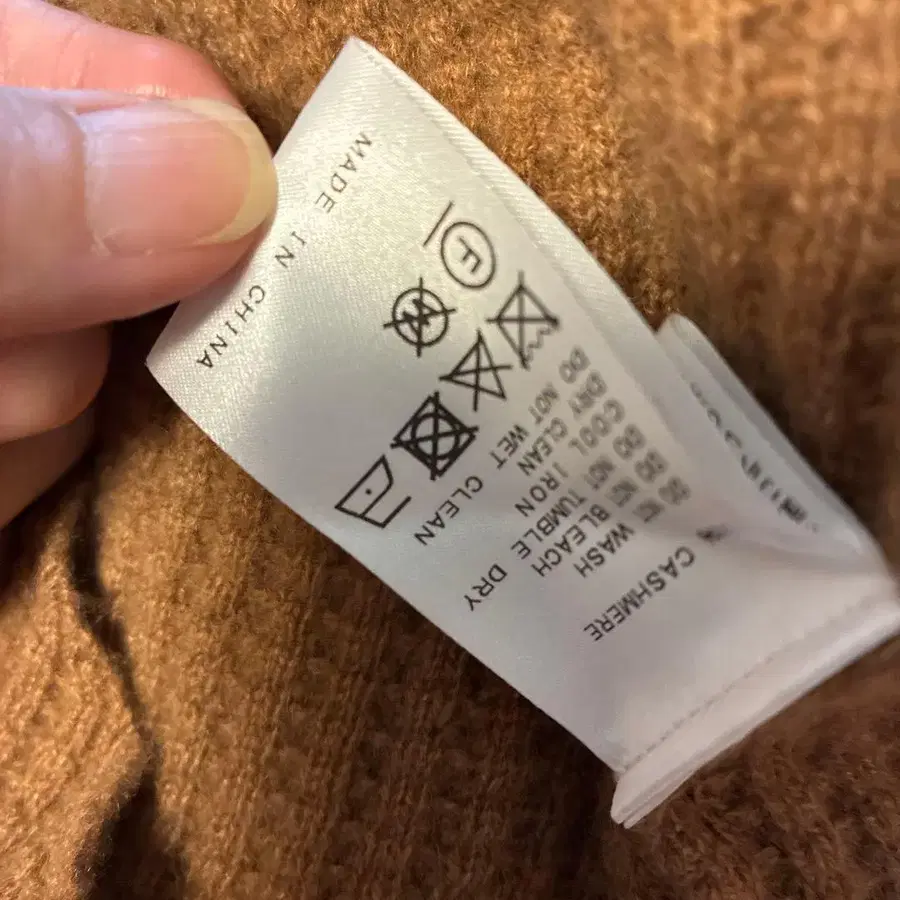 CASHMERE
DO NOT WASH
DO NOT BLEACH
DO NOT TUMBLE DRY
COOL IRON
DRY CLEAN
DO NOT WET CLEAN
F
W
MADE IN CHINA